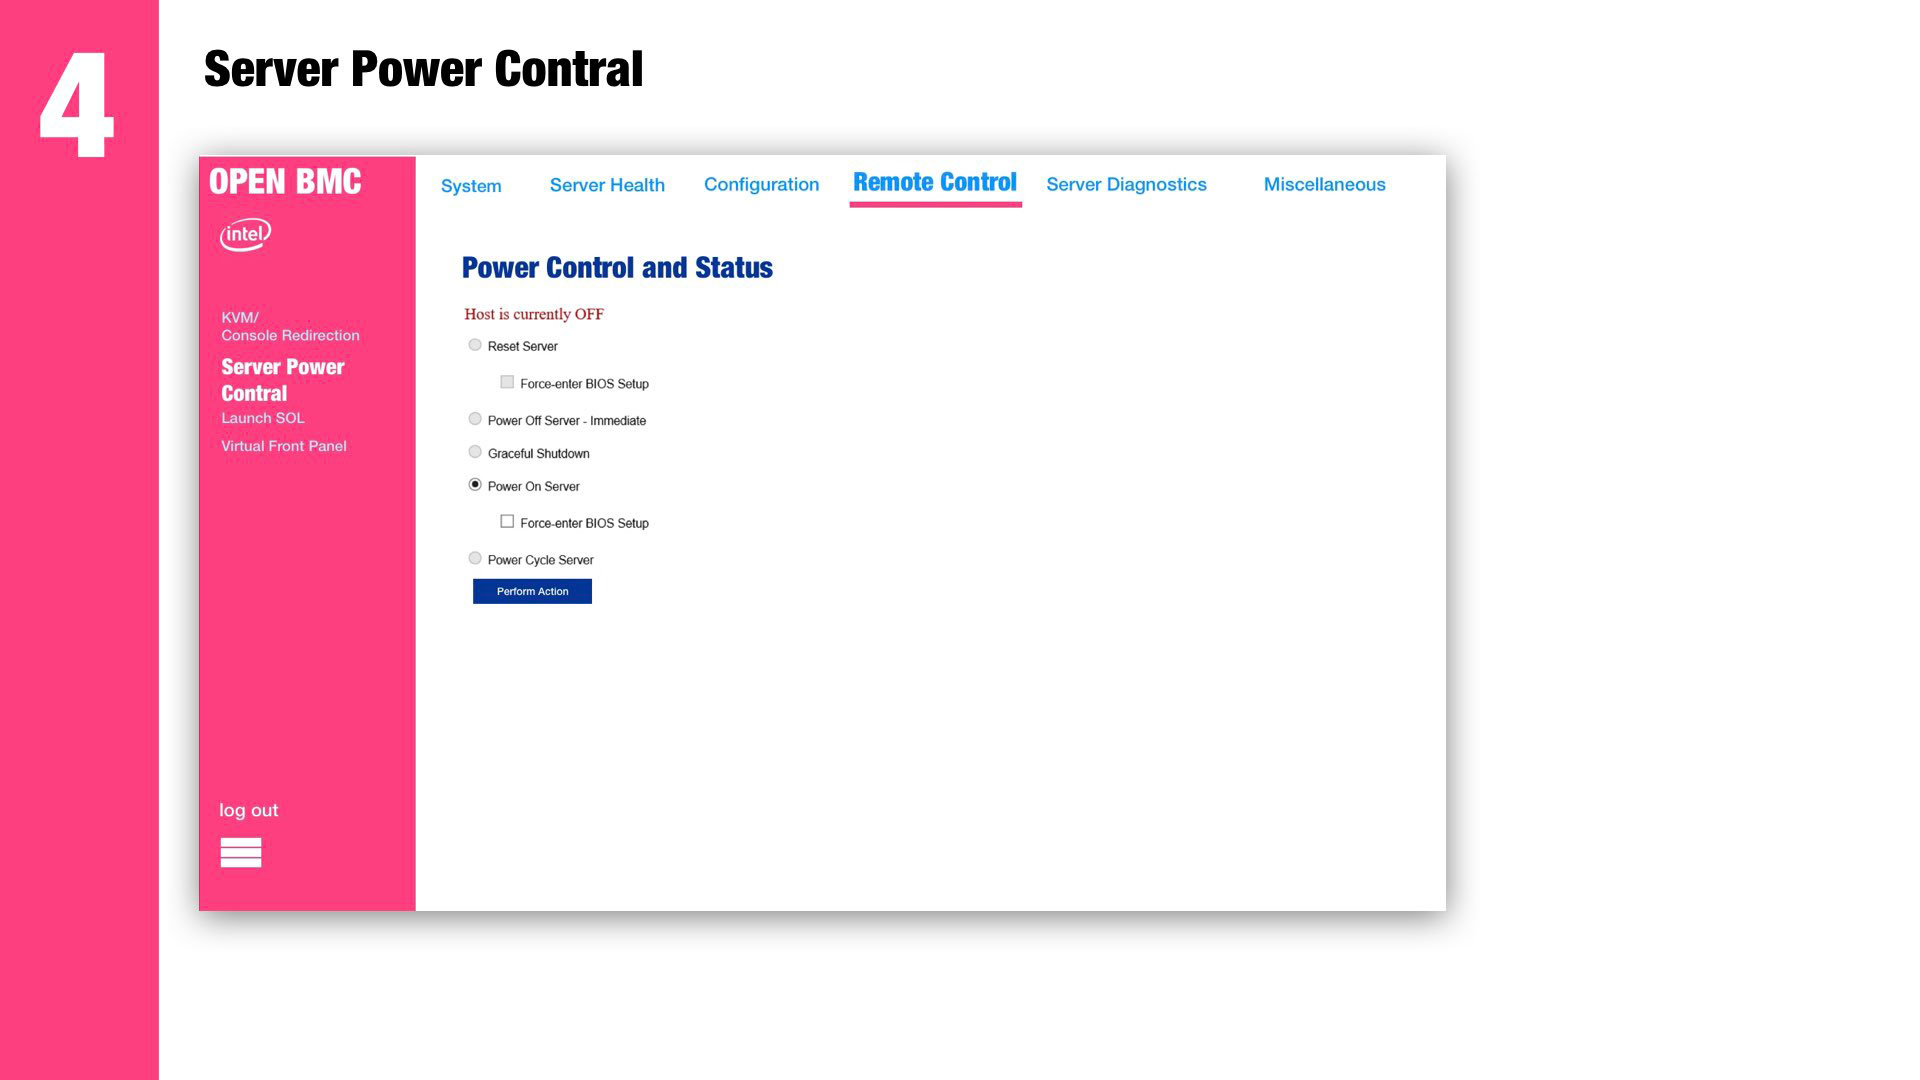 4
Server Power Contral
OPEN BMC
intel
System
Server Health
Configuration
Remote Control
Server Diagnostics
Miscellaneous
KVM/
Console Redirection
Server Power
Contral
Launch SOL
Virtual Front Panel
log out
Power Control and Status
Host is currently OFF
Reset Server
Force-enter BIOS Setup
Power Off Server - Immediate
Graceful Shutdown
Power On Server
Force-enter BIOS Setup
Power Cycle Server
Perform Action